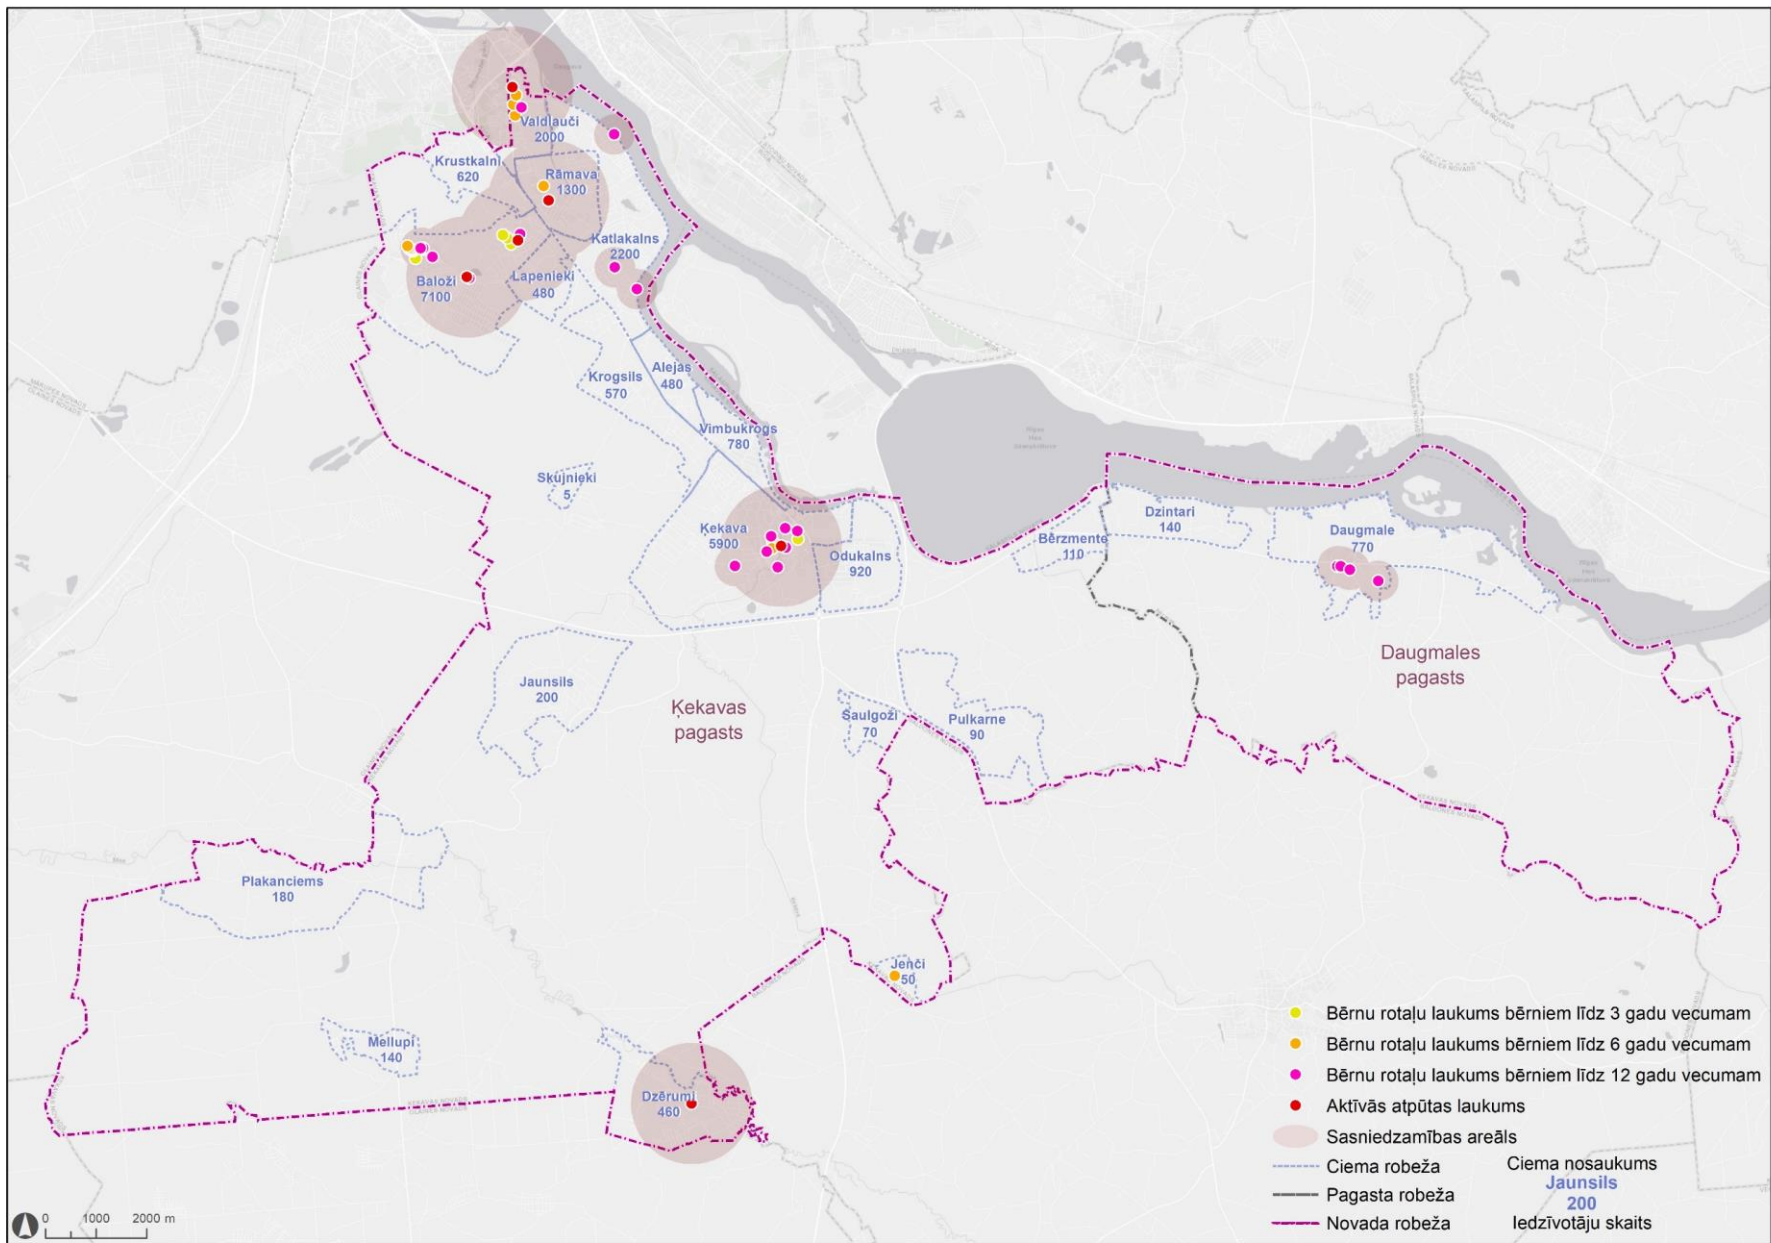 Valdlauči
2000
Krustkalni
620
Rāmava
1300
Katlakalns
2200
Baloži
7100
Lapenieki
480
Krogsils
570
Alejas
480
Vimbukrogs
780
Skujnieki
5
Ķekava
5900
Odukalns
920
Bērzmente
110
Dzintari
140
Daugmale
770
Daugmales
pagasts
Jaunsils
200
Ķekavas
pagasts
Saulgoži
70
Pulkarne
90
Plakanciems
180
Jenči
50
Mellupi
140
Dzērumi
460
Bērnu rotaļu laukums bērniem līdz 3 gadu vecumam
Bērnu rotaļu laukums bērniem līdz 6 gadu vecumam
Bērnu rotaļu laukums bērniem līdz 12 gadu vecumam
Aktīvās atpūtas laukums
Sasniedzamības areāls
Ciema robeža
Ciema nosaukums
Jaunsils
200
Pagasta robeža
Novada robeža
Iedzīvotāju skaits
0 1000 2000 m